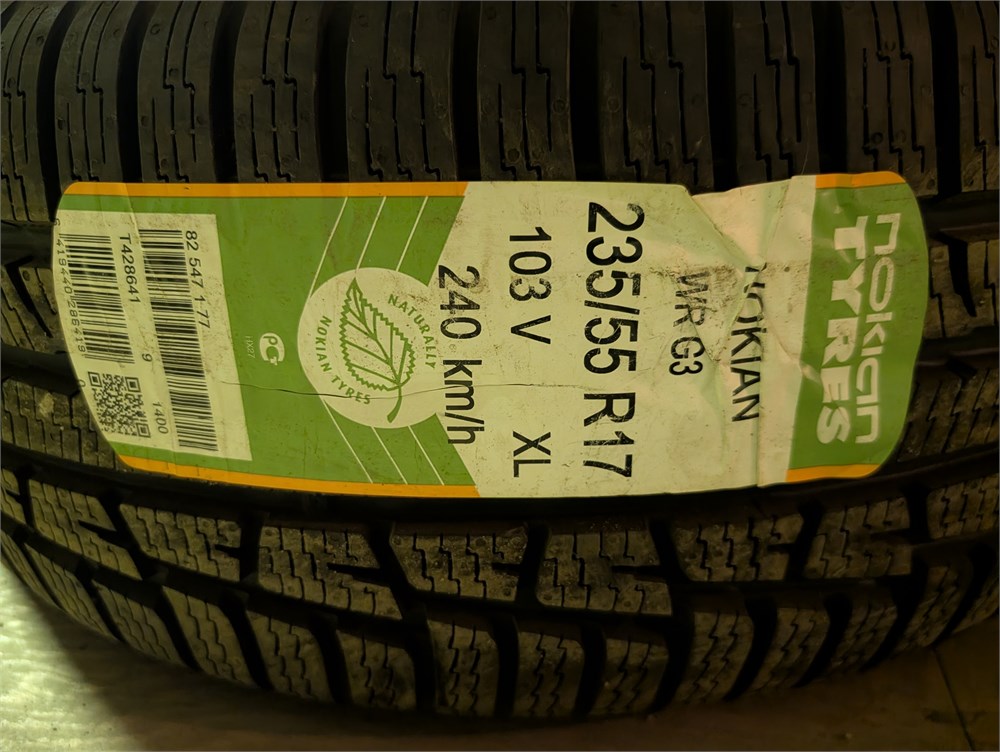 nokian
TYRES
NOKIAN
WR G3
235/55 R17
103 V XL
240 km/h
NATURALLY
NOKIAN TYRES
PC
82 547 1-77
9 1400
T428641